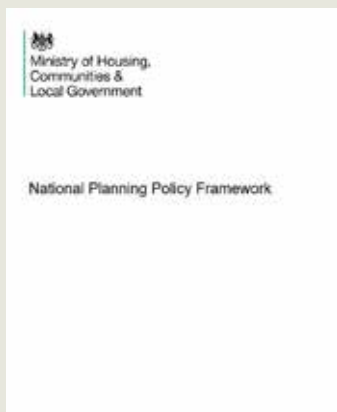 Ministry of Housing,
Communities &
Local Government
National Planning Policy Framework